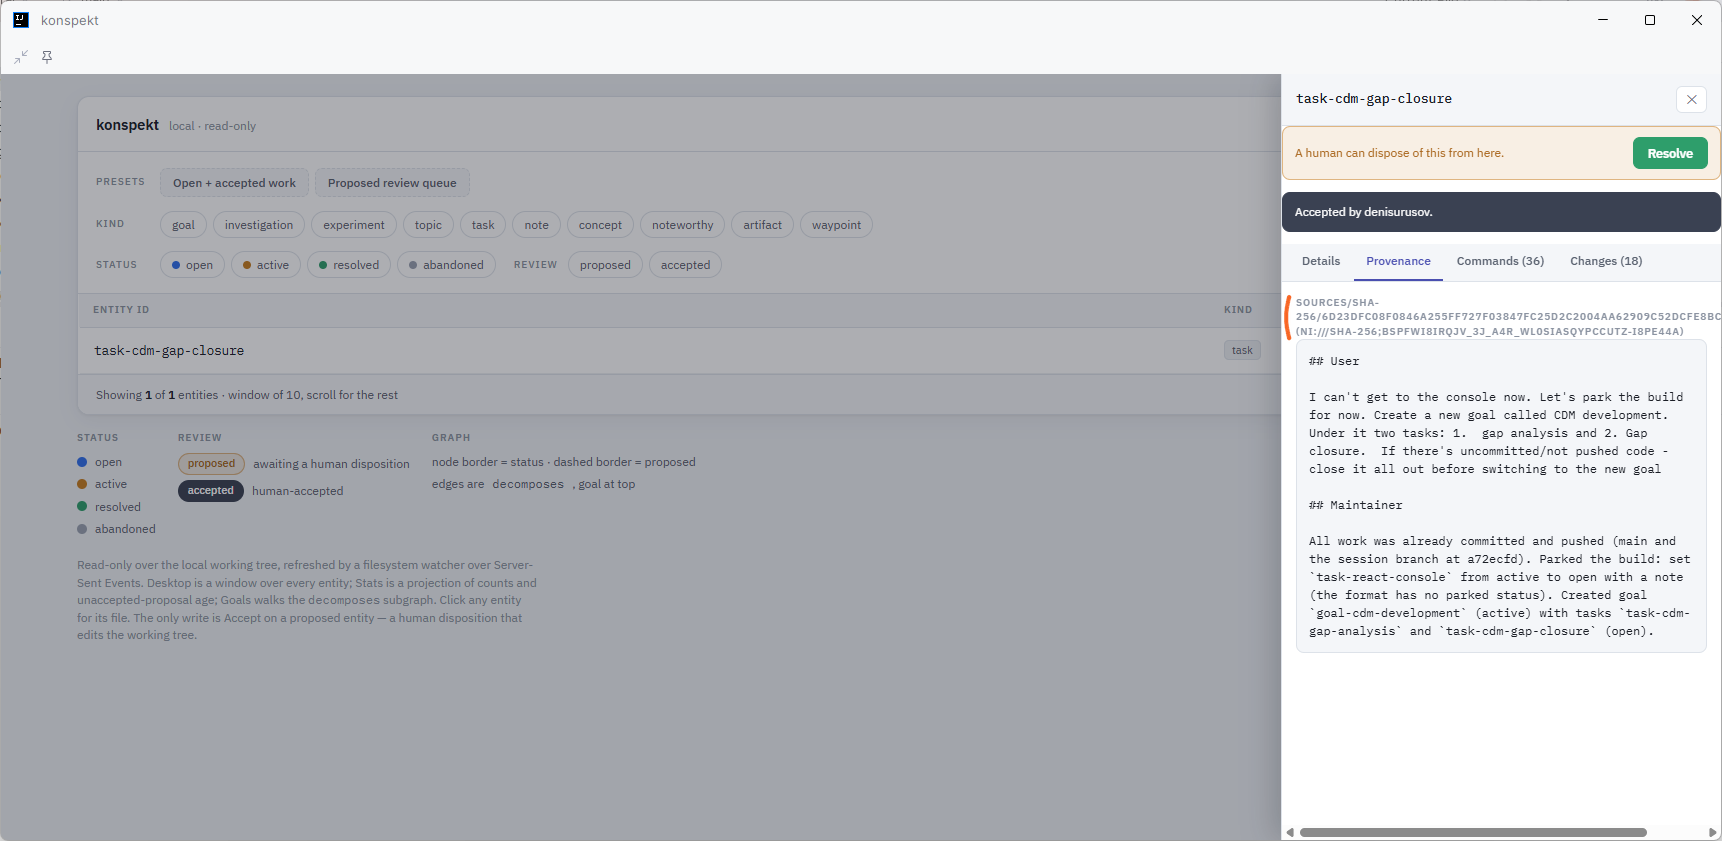 konspekt
konspekt local · read-only
PRESETS Open + accepted work Proposed review queue
KIND goal investigation experiment topic task note concept noteworthy artifact waypoint
STATUS open active resolved abandoned REVIEW proposed accepted
ENTITY ID KIND
task-cdm-gap-closure task
Showing 1 of 1 entities · window of 10, scroll for the rest
STATUS REVIEW GRAPH
open proposed awaiting a human disposition node border = status · dashed border = proposed
active accepted human-accepted edges are decomposes , goal at top
resolved
abandoned
Read-only over the local working tree, refreshed by a filesystem watcher over Server-
Sent Events. Desktop is a window over every entity; Stats is a projection of counts and
unaccepted-proposal age; Goals walks the decomposes subgraph. Click any entity
for its file. The only write is Accept on a proposed entity — a human disposition that
edits the working tree.
task-cdm-gap-closure
A human can dispose of this from here. Resolve
Accepted by denisurusov.
Details Provenance Commands (36) Changes (18)
SOURCES/SHA-
256/6D23DFC08F0846A255FF727F03847FC25D2C2004AA62909C52DCFE8BC
(NI:///SHA-256;BSPFWI8IRQJV_3J_A4R_WL0SIASQYPCCUTZ-I8PE44A)
## User
I can't get to the console now. Let's park the build
for now. Create a new goal called CDM development.
Under it two tasks: 1. gap analysis and 2. Gap
closure. If there's uncommitted/not pushed code -
close it all out before switching to the new goal
## Maintainer
All work was already committed and pushed (main and
the session branch at a72ecfd). Parked the build: set
`task-react-console` from active to open with a note
(the format has no parked status). Created goal
`goal-cdm-development` (active) with tasks `task-cdm-
gap-analysis` and `task-cdm-gap-closure` (open).